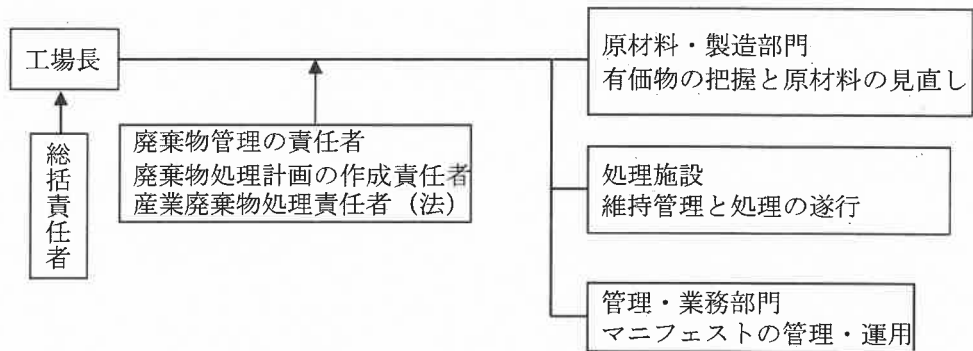 工場長
総括責任者
廃棄物管理の責任者
廃棄物処理計画の作成責任者
産業廃棄物処理責任者（法）
原材料・製造部門
有価物の把握と原材料の見直し
処理施設
維持管理と処理の遂行
管理・業務部門
マニフェストの管理・運用